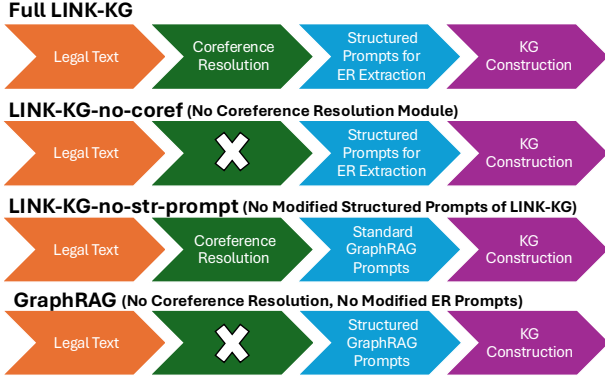 Full LINK-KG
Legal Text
Coreference
Resolution
Structured
Prompts for
ER Extraction
KG
Construction
LINK-KG-no-coref (No Coreference Resolution Module)
Legal Text
Structured
Prompts for
ER Extraction
KG
Construction
LINK-KG-no-str-prompt (No Modified Structured Prompts of LINK-KG)
Legal Text
Coreference
Resolution
Standard
GraphRAG
Prompts
KG
Construction
GraphRAG (No Coreference Resolution, No Modified ER Prompts)
Legal Text
Structured
GraphRAG
Prompts
KG
Construction